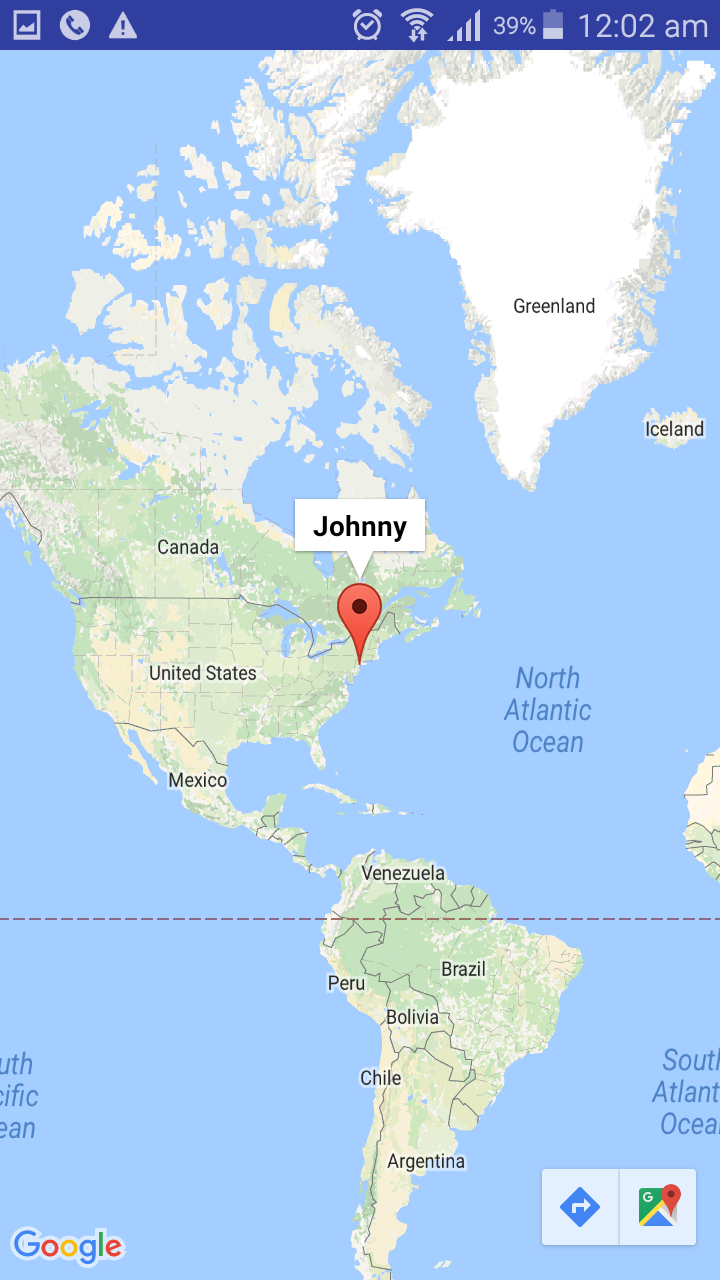 39% 12:02 am
Greenland
Iceland
Johnny
Canada
United States
North
Atlantic
Ocean
Mexico
Venezuela
Brazil
Peru
Bolivia
uth
cific
ean
Chile
South
Atlant
Ocea
Argentina
G
Google